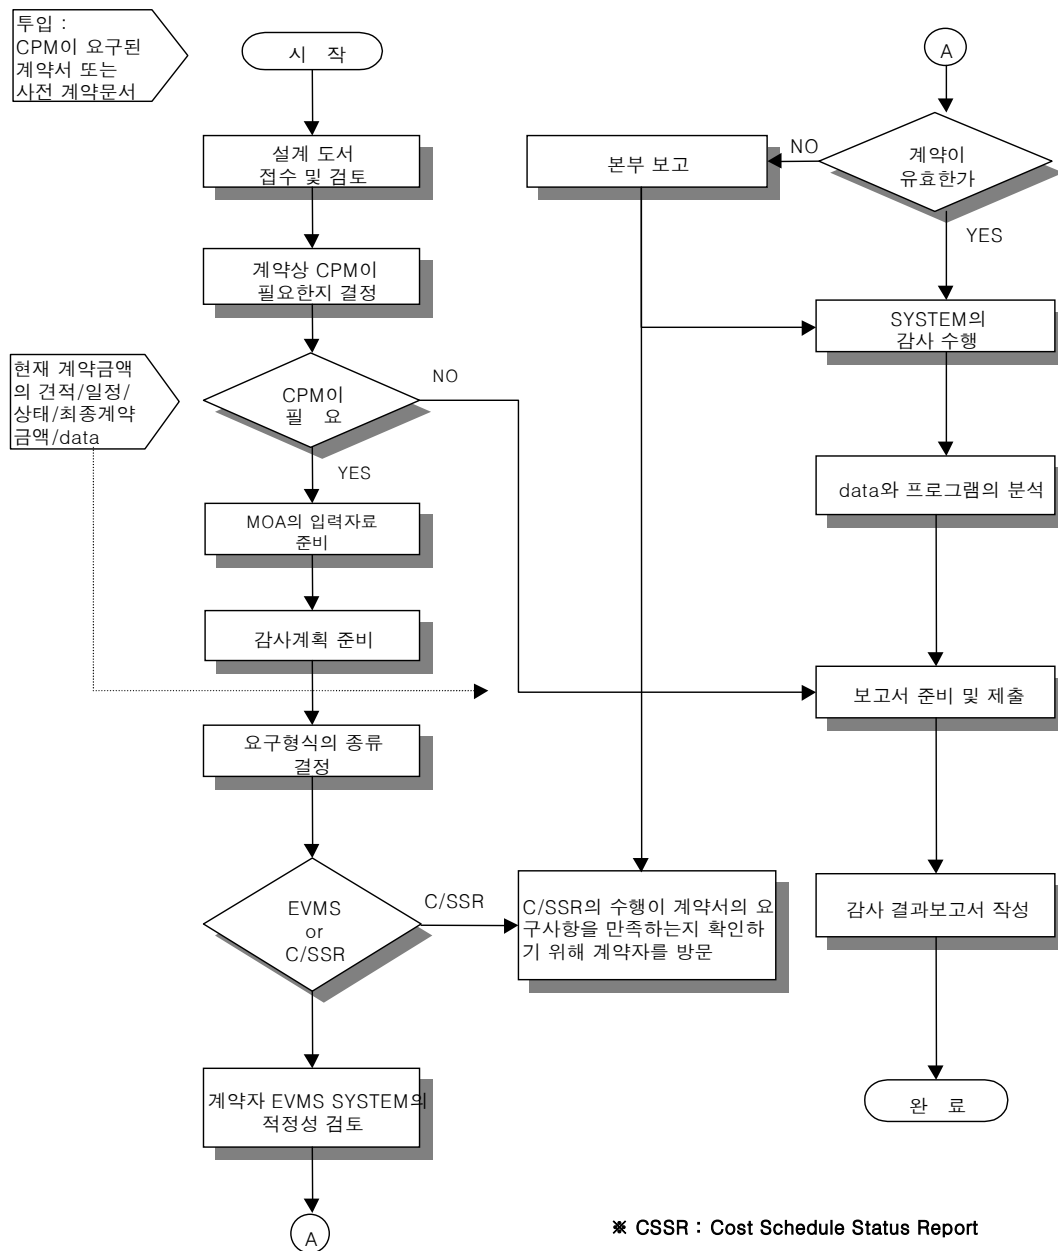 투입 :
CPM이 요구된
계약서 또는
사전 계약문서
시 작
설계 도서
접수 및 검토
계약상 CPM이
필요한지 결정
현재 계약금액
의 견적/일정/
상태/최종계약
금액/data
CPM이
필 요
NO
YES
MOA의 입력자료
준비
감사계획 준비
요구형식의 종류
결정
EVMS
or
C/SSR
C/SSR
C/SSR의 수행이 계약서의 요
구사항을 만족하는지 확인하
기 위해 계약자를 방문
계약자 EVMS SYSTEM의
적정성 검토
A
A
계약이
유효한가
NO
본부 보고
YES
SYSTEM의
감사 수행
data와 프로그램의 분석
보고서 준비 및 제출
감사 결과보고서 작성
완 료
※ CSSR : Cost Schedule Status Report